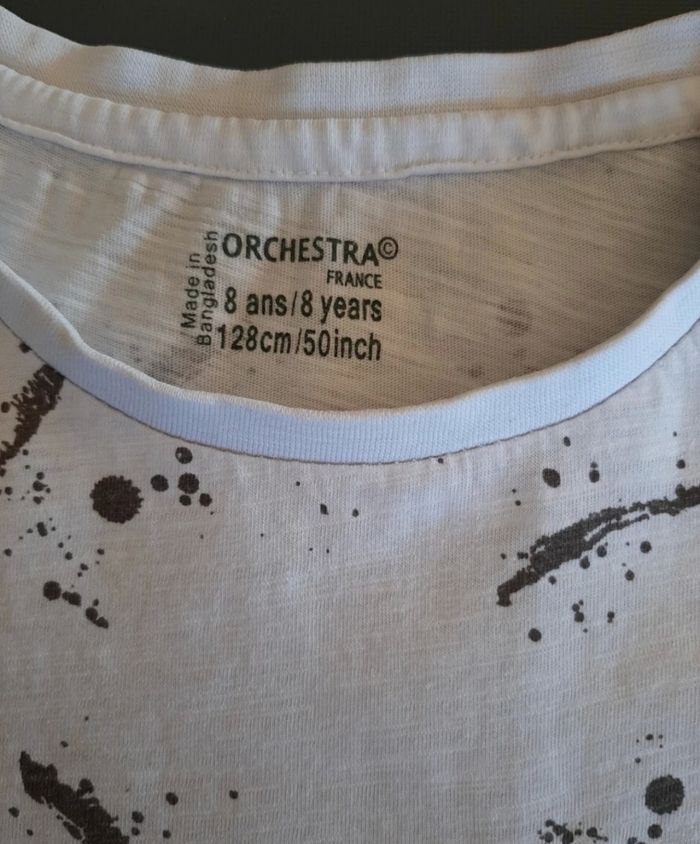 ORCHESTRA©
FRANCE
8 ans/8 years
128cm/50inch
Made in
Bangladesh